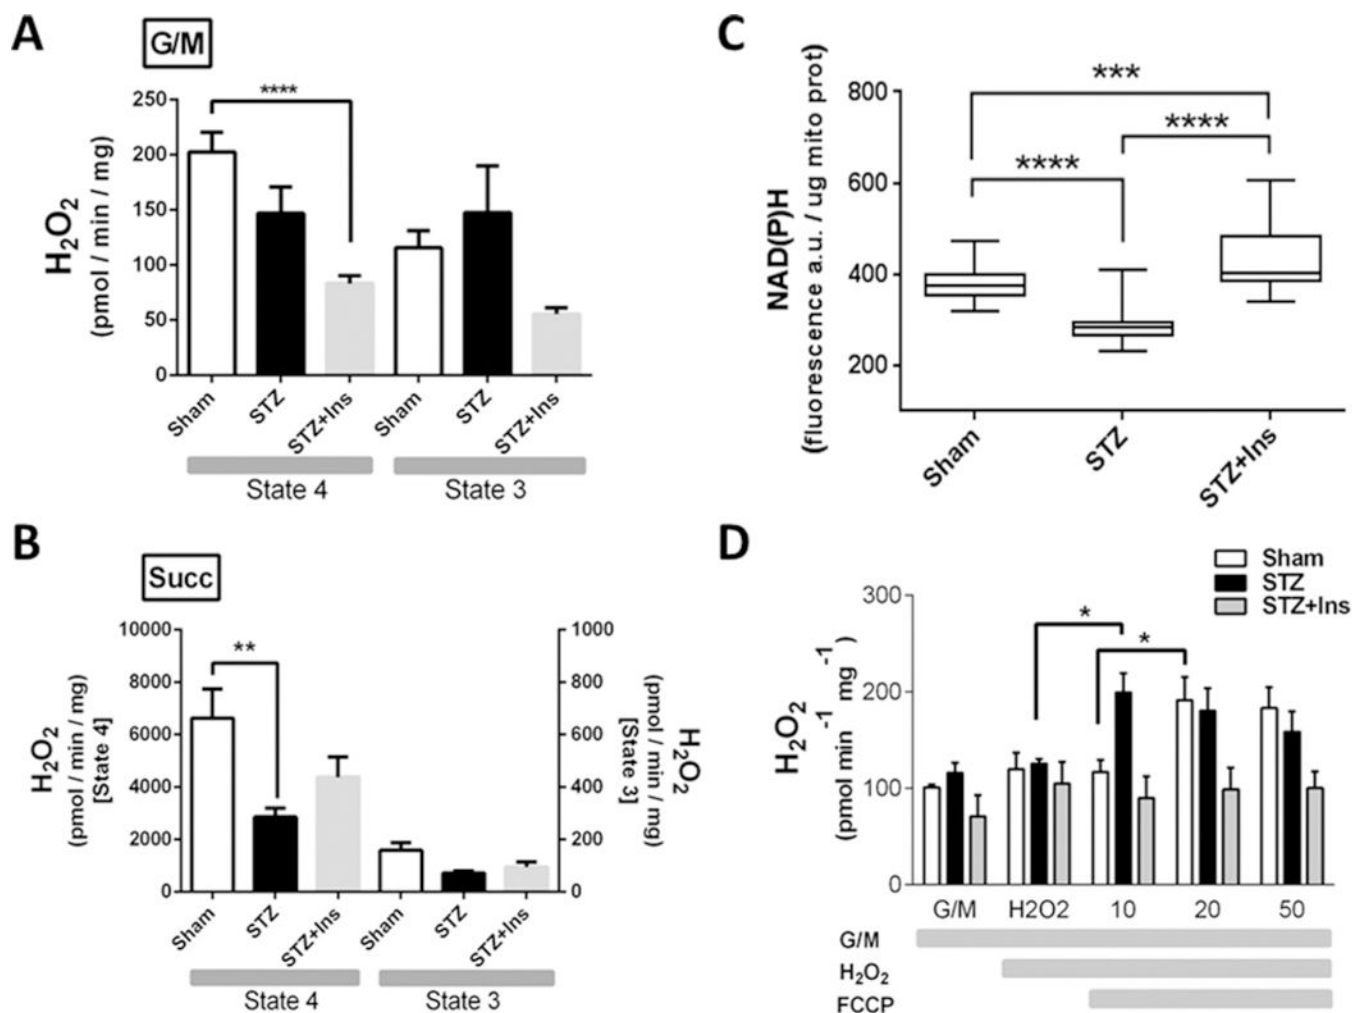 A
G/M
H2O2
(pmol / min / mg)
250
200
150
100
50
0
****
Sham
STZ
STZ+Ins
Sham
STZ
STZ+Ins
State 4
State 3
B
Succ
H2O2
(pmol / min / mg)
[State 4]
10000
8000
6000
4000
2000
0
**
1000
800
600
400
200
0
H2O2
(pmol / min / mg)
[State 3]
Sham
STZ
STZ+Ins
Sham
STZ
STZ+Ins
State 4
State 3
C
NAD(P)H
(fluorescence a.u. / ug mito prot)
800
600
400
200
***
****
****
Sham
STZ
STZ+Ins
D
Sham
STZ
STZ+Ins
H2O2
(pmol min-1 mg-1)
300
200
100
0
*
*
G/M
H2O2
10
20
50
G/M
H2O2
FCCP